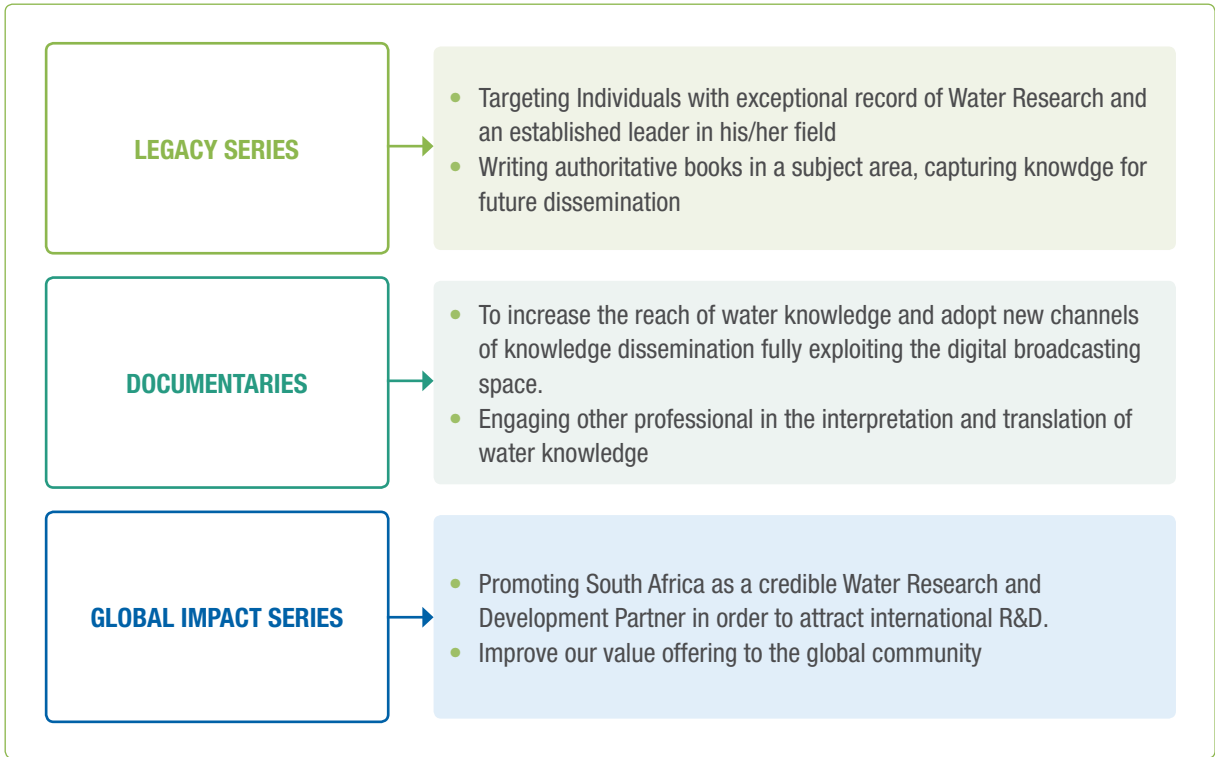 LEGACY SERIES
• Targeting Individuals with exceptional record of Water Research and
an established leader in his/her field
• Writing authoritative books in a subject area, capturing knowdge for
future dissemination
DOCUMENTARIES
• To increase the reach of water knowledge and adopt new channels
of knowledge dissemination fully exploiting the digital broadcasting
space.
• Engaging other professional in the interpretation and translation of
water knowledge
GLOBAL IMPACT SERIES
• Promoting South Africa as a credible Water Research and
Development Partner in order to attract international R&D.
• Improve our value offering to the global community